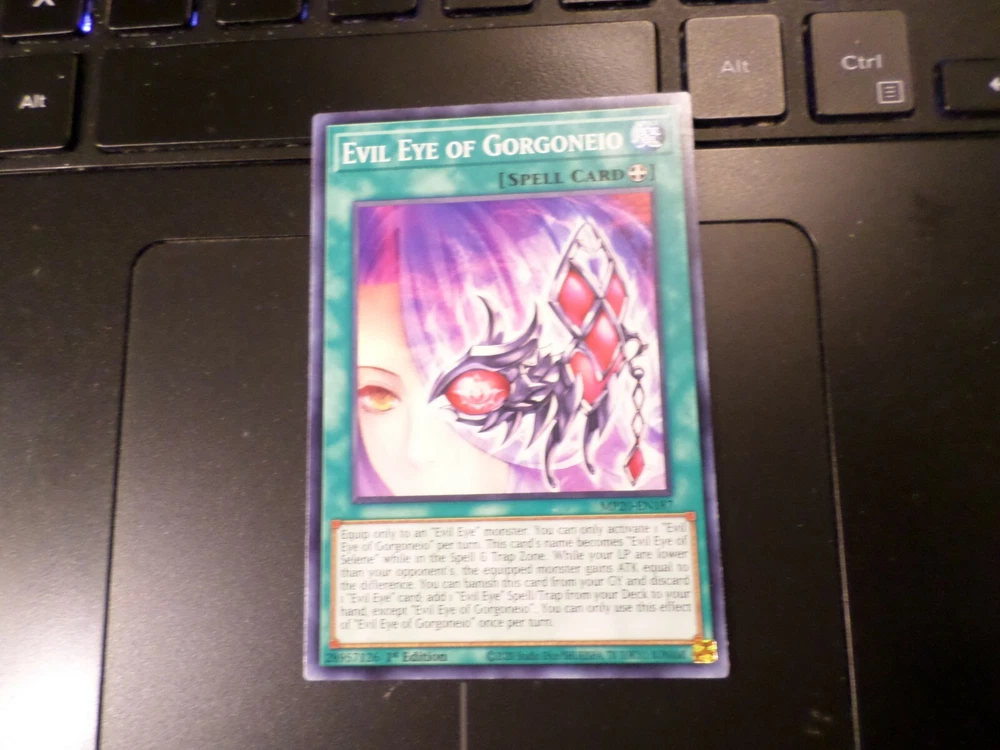 X
Alt
Alt
Ctrl
EVIL EYE OF GORGONEIO
[SPELL CARD]
MP20-EN187
Equip only to an "Evil Eye" monster. You can only activate 1 "Evil
Eye of Gorgoneio" per turn. This card's name becomes "Evil Eye of
Selene" while in the Spell & Trap Zone. While your LP are lower
than your opponent's, the equipped monster gains ATK equal to
the difference. You can banish this card from your GY and discard
1 "Evil Eye" card; add 1 "Evil Eye" Spell/Trap from your Deck to your
hand, except "Evil Eye of Gorgoneio". You can only use this effect
of "Evil Eye of Gorgoneio" once per turn.
1st Edition